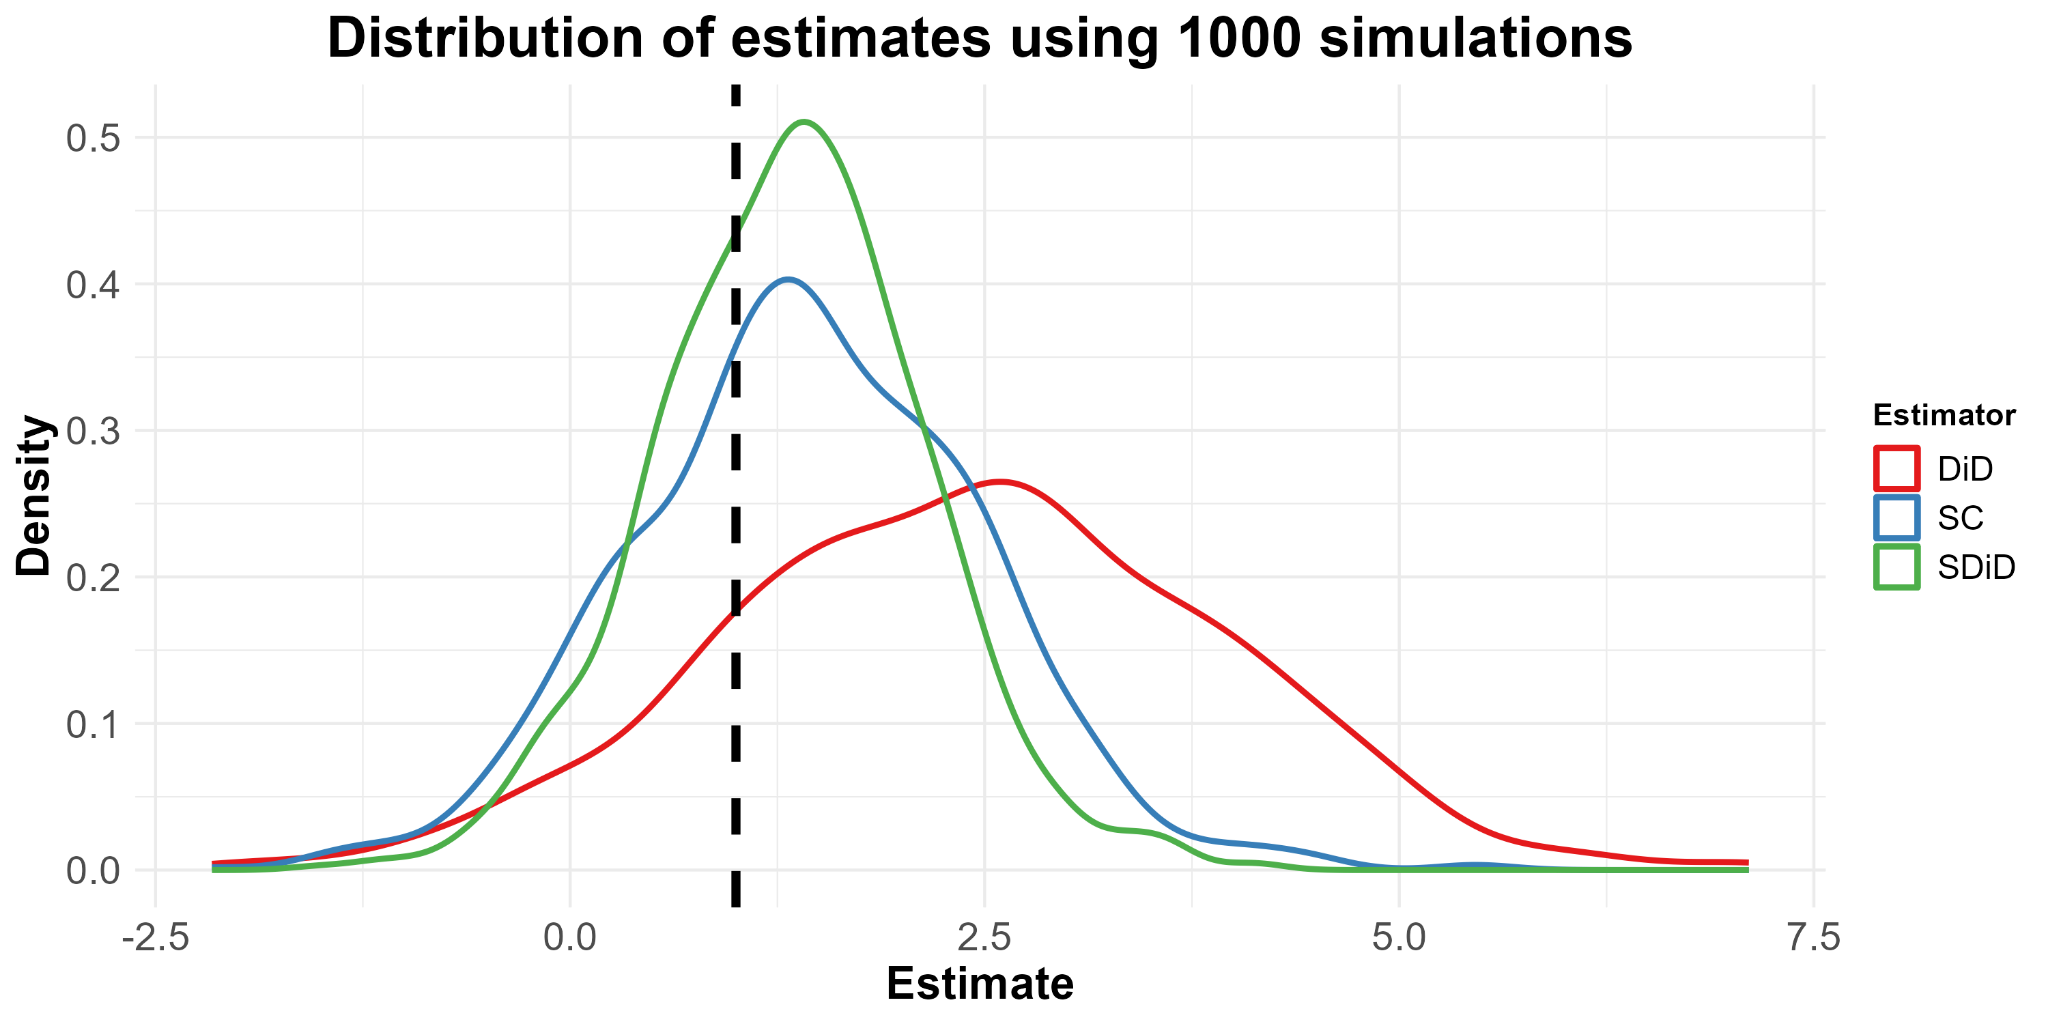 Distribution of estimates using 1000 simulations
Density
0.5
0.4
0.3
0.2
0.1
0.0
-2.5 0.0 2.5 5.0 7.5
Estimate
Estimator
DiD
SC
SDiD